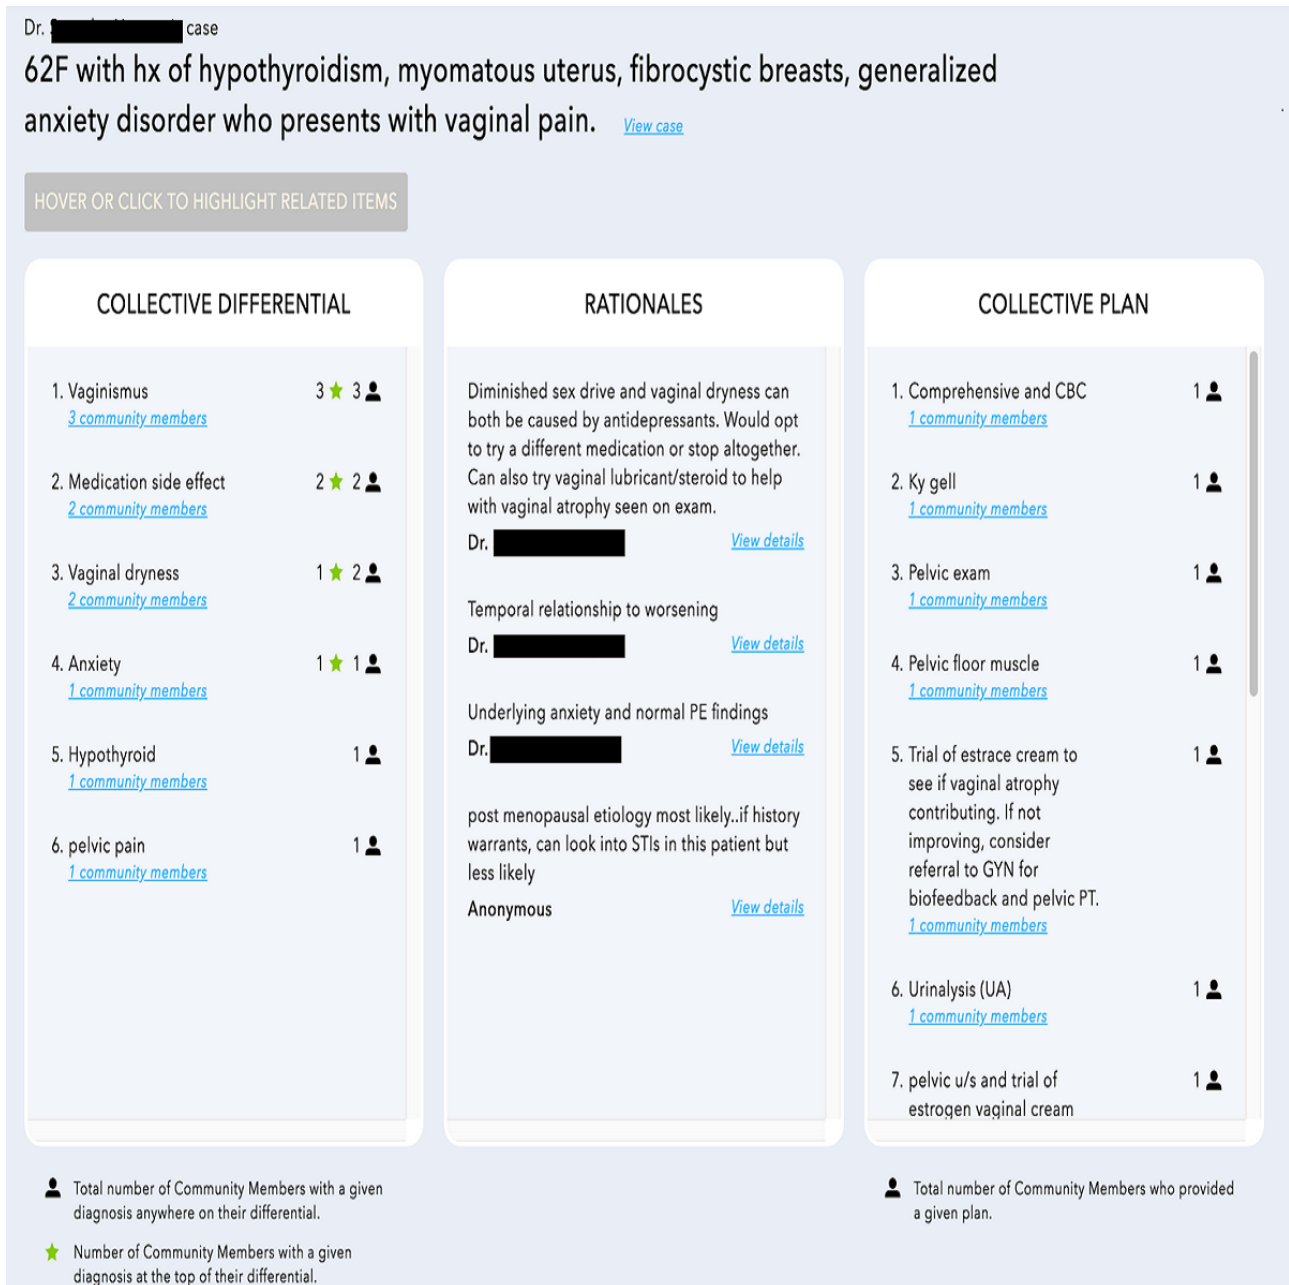 Dr. case
62F with hx of hypothyroidism, myomatous uterus, fibrocystic breasts, generalized
anxiety disorder who presents with vaginal pain. View case
HOVER OR CLICK TO HIGHLIGHT RELATED ITEMS
COLLECTIVE DIFFERENTIAL
1. Vaginismus 3 3
3 community members
2. Medication side effect 2 2
2 community members
3. Vaginal dryness 1 2
2 community members
4. Anxiety 1 1
1 community members
5. Hypothyroid 1
1 community members
6. pelvic pain 1
1 community members
Total number of Community Members with a given
diagnosis anywhere on their differential.
Number of Community Members with a given
diagnosis at the top of their differential.
RATIONALES
Diminished sex drive and vaginal dryness can
both be caused by antidepressants. Would opt
to try a different medication or stop altogether.
Can also try vaginal lubricant/steroid to help
with vaginal atrophy seen on exam.
Dr. View details
Temporal relationship to worsening
Dr. View details
Underlying anxiety and normal PE findings
Dr. View details
post menopausal etiology most likely..if history
warrants, can look into STIs in this patient but
less likely
Anonymous View details
COLLECTIVE PLAN
1. Comprehensive and CBC 1
1 community members
2. Ky gell 1
1 community members
3. Pelvic exam 1
1 community members
4. Pelvic floor muscle 1
1 community members
5. Trial of estrace cream to 1
see if vaginal atrophy
contributing. If not
improving, consider
referral to GYN for
biofeedback and pelvic PT.
1 community members
6. Urinalysis (UA) 1
1 community members
7. pelvic u/s and trial of 1
estrogen vaginal cream
Total number of Community Members who provided
a given plan.